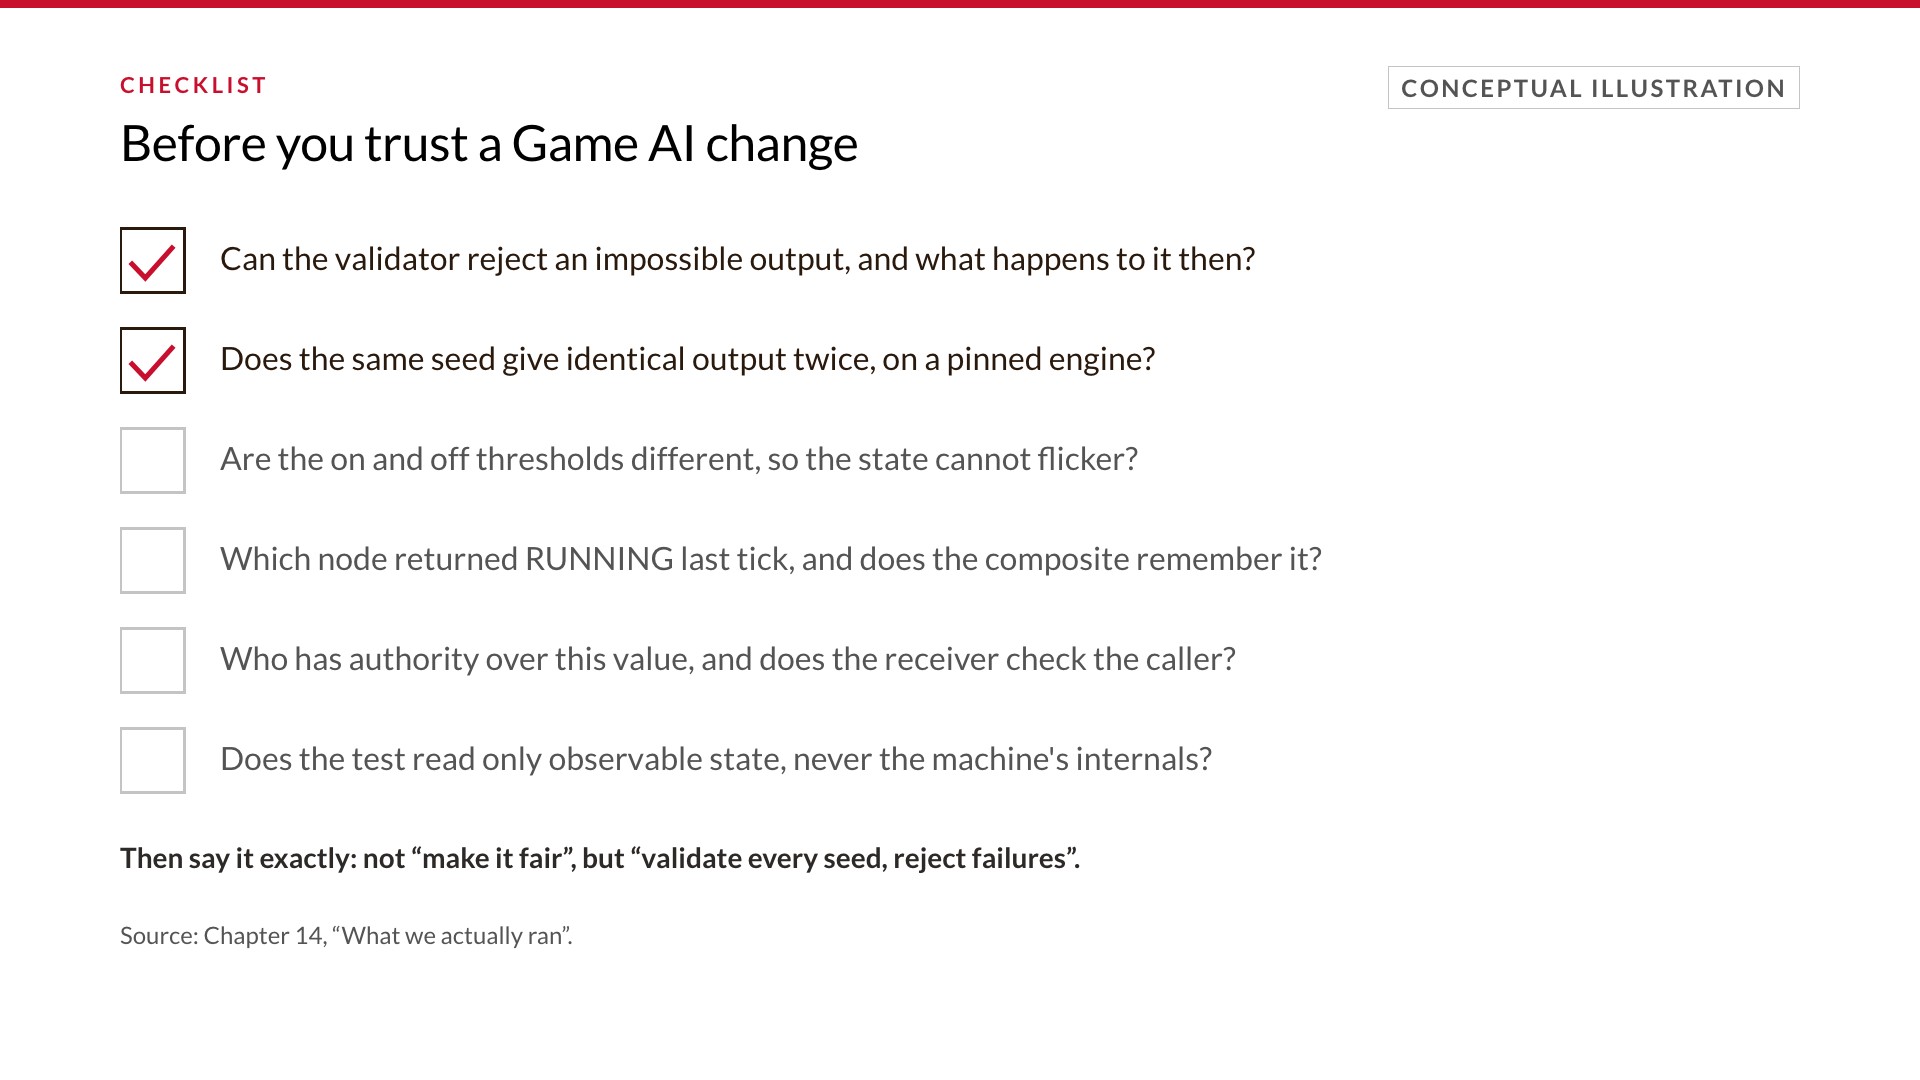 CHECKLIST
CONCEPTUAL ILLUSTRATION
Before you trust a Game AI change
Can the validator reject an impossible output, and what happens to it then?
Does the same seed give identical output twice, on a pinned engine?
Are the on and off thresholds different, so the state cannot flicker?
Which node returned RUNNING last tick, and does the composite remember it?
Who has authority over this value, and does the receiver check the caller?
Does the test read only observable state, never the machine's internals?
Then say it exactly: not “make it fair”, but “validate every seed, reject failures”.
Source: Chapter 14, “What we actually ran”.